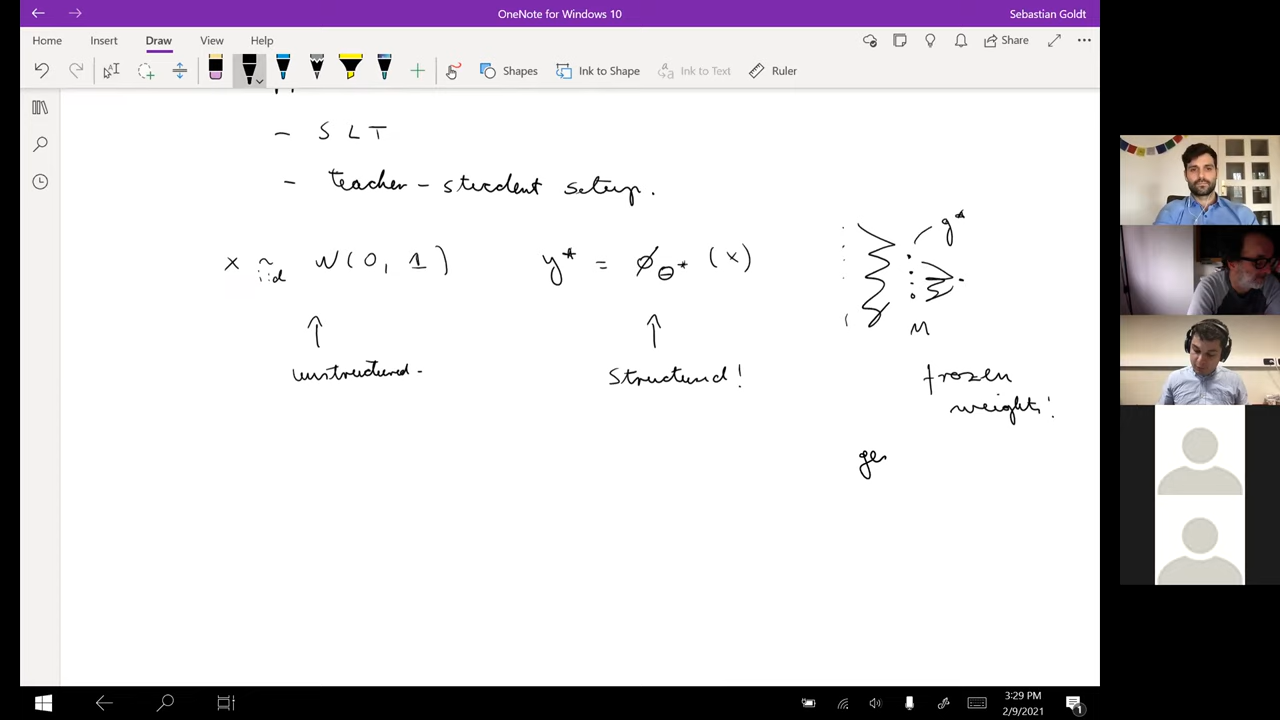 OneNote for Windows 10
Sebastian Goldt
Home Insert Draw View Help
Share
Shapes Ink to Shape Ink to Text Ruler
- SLT
- teacher - student setup.
g*
x ~ N(0, 1) y* = ϕθ* (x)
iid
M
unstructured. Structured! frozen
weights!
ge
3:29 PM
2/9/2021
1